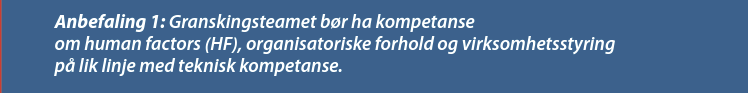 Anbefaling 1: Granskingsteamet bør ha kompetanse
om human factors (HF), organisatoriske forhold og virksomhetsstyring
på lik linje med teknisk kompetanse.